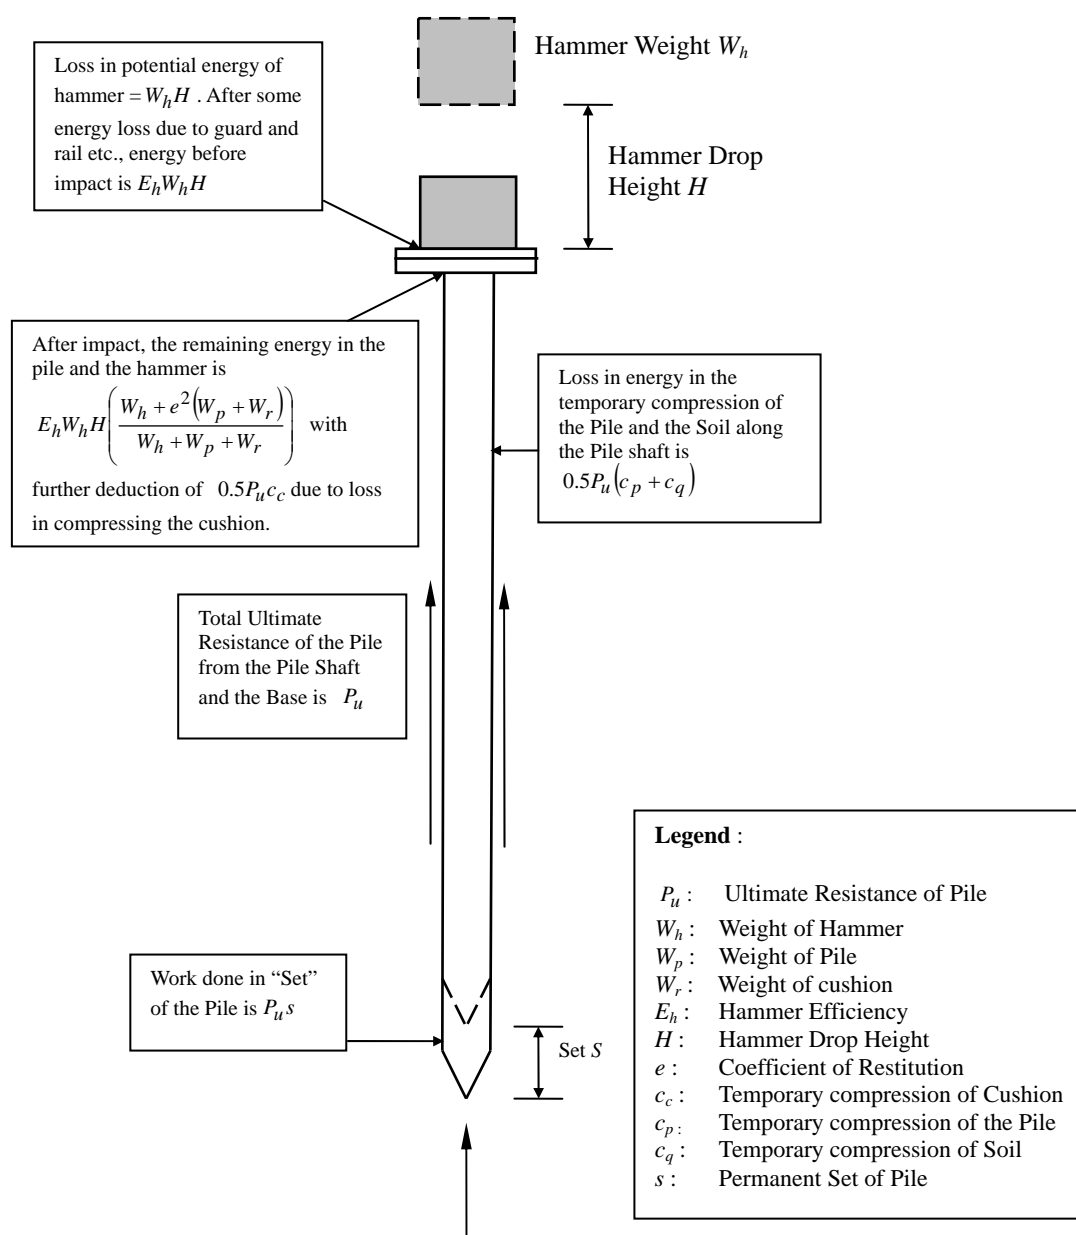 Hammer Weight W_h
Loss in potential energy of
hammer = W_h H . After some
energy loss due to guard and
rail etc., energy before
impact is E_h W_h H
Hammer Drop
Height H
After impact, the remaining energy in the
pile and the hammer is
E_h W_h H ( (W_h + e^2 (W_p + W_r)) / (W_h + W_p + W_r) ) with
further deduction of 0.5P_u c_c due to loss
in compressing the cushion.
Loss in energy in the
temporary compression of
the Pile and the Soil along
the Pile shaft is
0.5P_u (c_p + c_q)
Total Ultimate
Resistance of the Pile
from the Pile Shaft
and the Base is P_u
Work done in “Set”
of the Pile is P_u s
Set S
Legend :
P_u : Ultimate Resistance of Pile
W_h : Weight of Hammer
W_p : Weight of Pile
W_r : Weight of cushion
E_h : Hammer Efficiency
H : Hammer Drop Height
e : Coefficient of Restitution
c_c : Temporary compression of Cushion
c_p : Temporary compression of the Pile
c_q : Temporary compression of Soil
s : Permanent Set of Pile